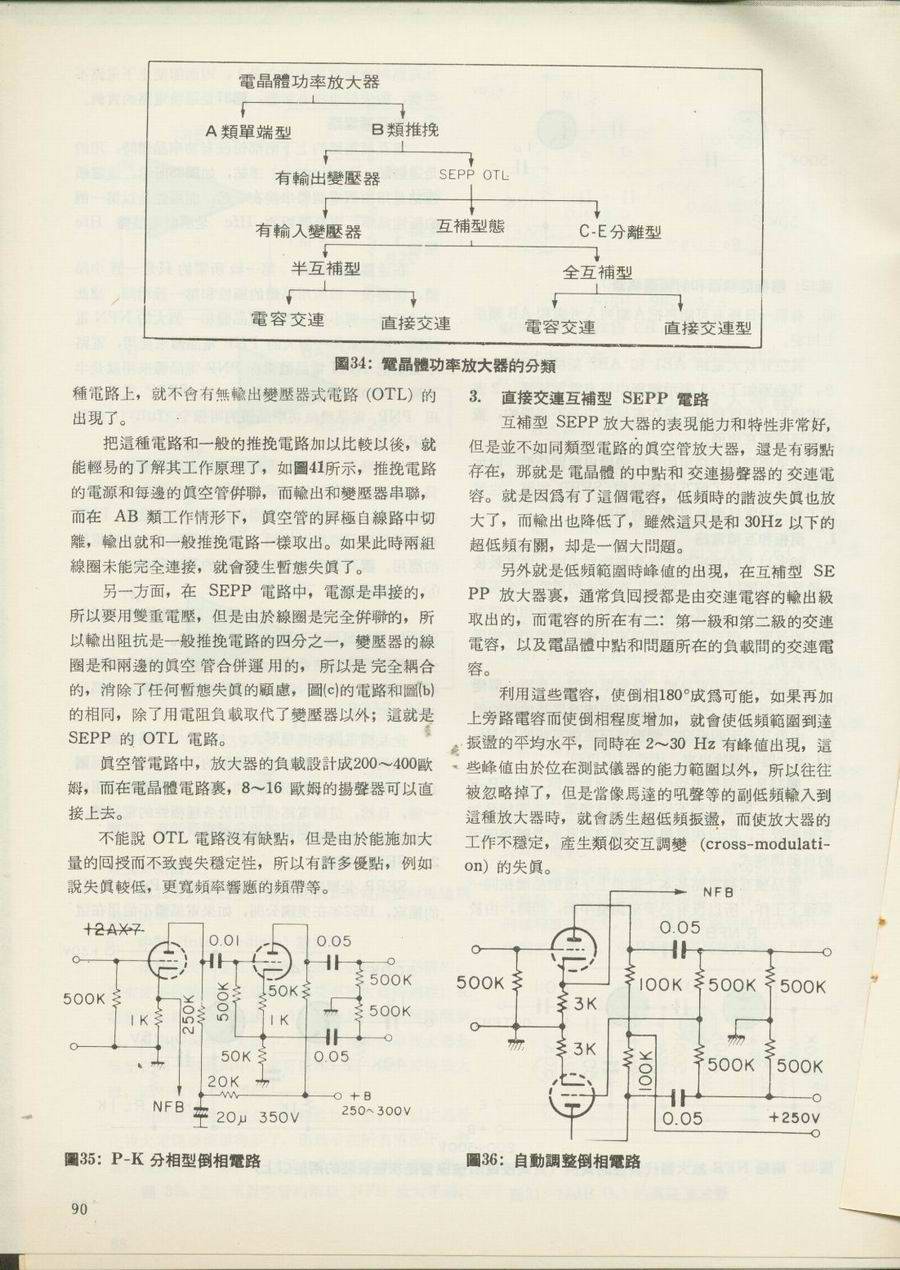 電晶體功率放大器
A類單端型
B類推挽
有輸出變壓器
SEPP OTL
有輸入變壓器
互補型態
C-E分離型
半互補型
全互補型
電容交連
直接交連
電容交連
直接交連型
圖34：電晶體功率放大器的分類
種電路上，就不會有無輸出變壓器式電路 (OTL) 的
出現了。
把這種電路和一般的推挽電路加以比較以後，就
能輕易的了解其工作原理了，如圖41所示，推挽電路
的電源和每邊的眞空管倂聯，而輸出和變壓器串聯，
而在 AB 類工作情形下，眞空管的昇極自線路中切
離，輸出就和一般推挽電路一樣取出。如果此時兩組
線圈未能完全連接，就會發生暫態失眞了。
另一方面，在 SEPP 電路中，電源是串接的，
所以要用雙重電壓，但是由於線圈是完全倂聯的，所
以輸出阻抗是一般推挽電路的四分之一，變壓器的線
圈是和兩邊的眞空管合倂運用的，所以是完全耦合
的，消除了任何暫態失眞的顧慮，圖(c)的電路和圖(b)
的相同，除了用電阻負載取代了變壓器以外；這就是
SEPP 的 OTL 電路。
眞空管電路中，放大器的負載設計成200～400歐
姆，而在電晶體電路裏，8～16 歐姆的揚聲器可以直
接上去。
不能說 OTL 電路沒有缺點，但是由於能施加大
量的囘授而不致喪失穩定性，所以有許多優點，例如
說失眞較低，更寬頻率響應的頻帶等。
3. 直接交連互補型 SEPP 電路
互補型 SEPP 放大器的表現能力和特性非常好，
但是並不如同類型電路的眞空管放大器，還是有弱點
存在，那就是電晶體的中點和交連揚聲器的交連電
容。就是因爲有了這個電容，低頻時的諧波失眞也放
大了，而輸出也降低了，雖然這只是和 30Hz 以下的
超低頻有關，却是一個大問題。
另外就是低頻範圍時峰値的出現，在互補型 SE
PP 放大器裏，通常負囘授都是由交連電容的輸出級
取出的，而電容的所在有二：第一級和第二級的交連
電容，以及電晶體中點和問題所在的負載間的交連電
容。
利用這些電容，使倒相180°成爲可能，如果再加
上旁路電容而使倒相程度增加，就會使低頻範圍到達
振盪的平均水平，同時在 2～30 Hz 有峰値出現，這
些峰値由於位在測試儀器的能力範圍以外，所以往往
被忽略掉了，但是當像馬達的吼聲等的副低頻輸入到
這種放大器時，就會誘生超低頻振盪，而使放大器的
工作不穩定，產生類似交互調變 (cross-modulati-
on) 的失眞。
12AX7
0.01
0.05
500K
500K
500K
250K
500K
50K
1K
1K
50K
0.05
20K
NFB
20μ 350V
+B
250~300V
圖35：P-K 分相型倒相電路
NFB
0.05
500K
3K
100K
500K
500K
3K
100K
500K
500K
0.05
+250V
圖36：自動調整倒相電路
90